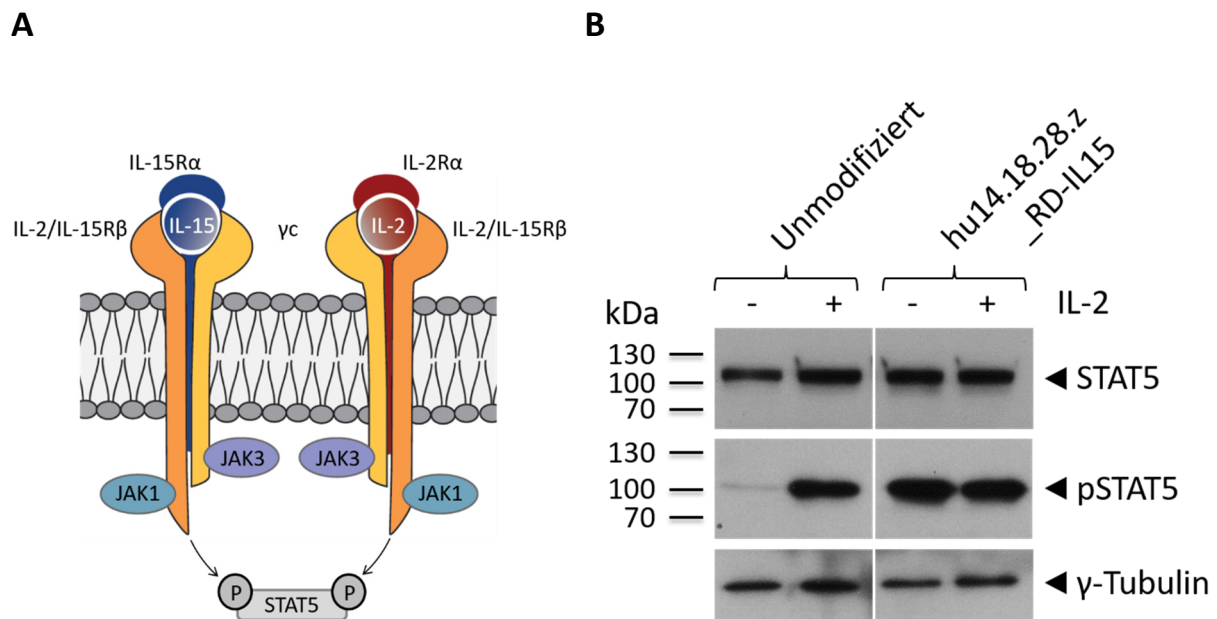 A
IL-15Rα
IL-2Rα
IL-2/IL-15Rβ
IL-15
γc
IL-2
IL-2/IL-15Rβ
JAK3
JAK3
JAK1
JAK1
P
STAT5
P
B
Unmodifiziert
hu14.18.28.z
_RD-IL15
- + - + IL-2
kDa
130
100
70
STAT5
130
100
70
pSTAT5
γ-Tubulin